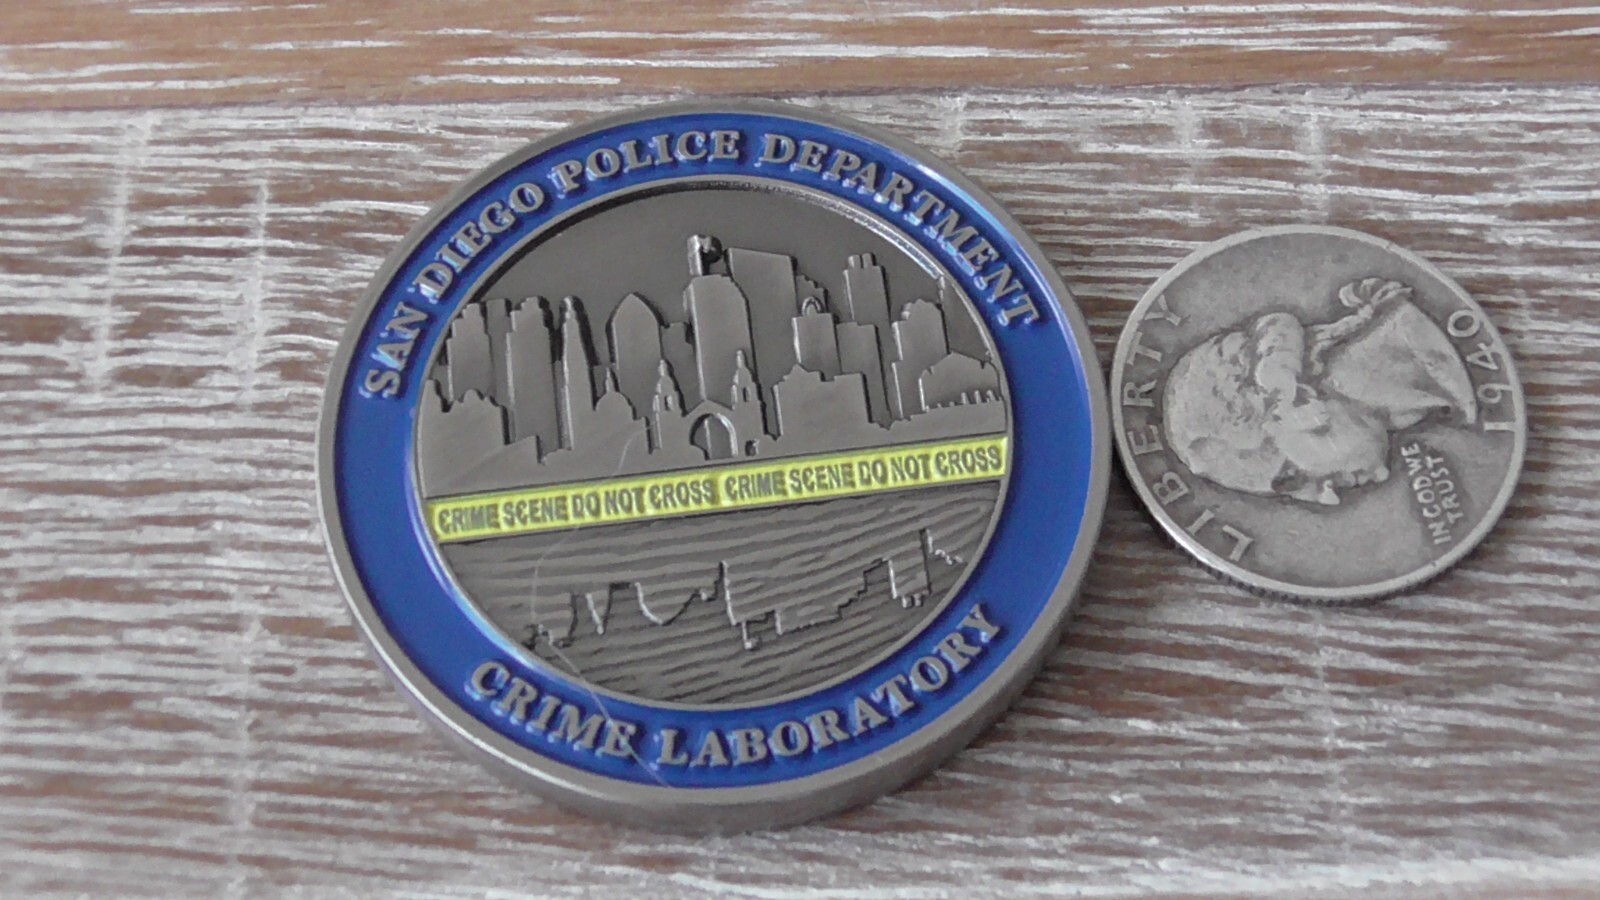 SAN DIEGO POLICE DEPARTMENT
CRIME SCENE DO NOT CROSS CRIME SCENE DO NOT CROSS
CRIME LABORATORY
LIBERTY
IN GOD WE
TRUST
1940